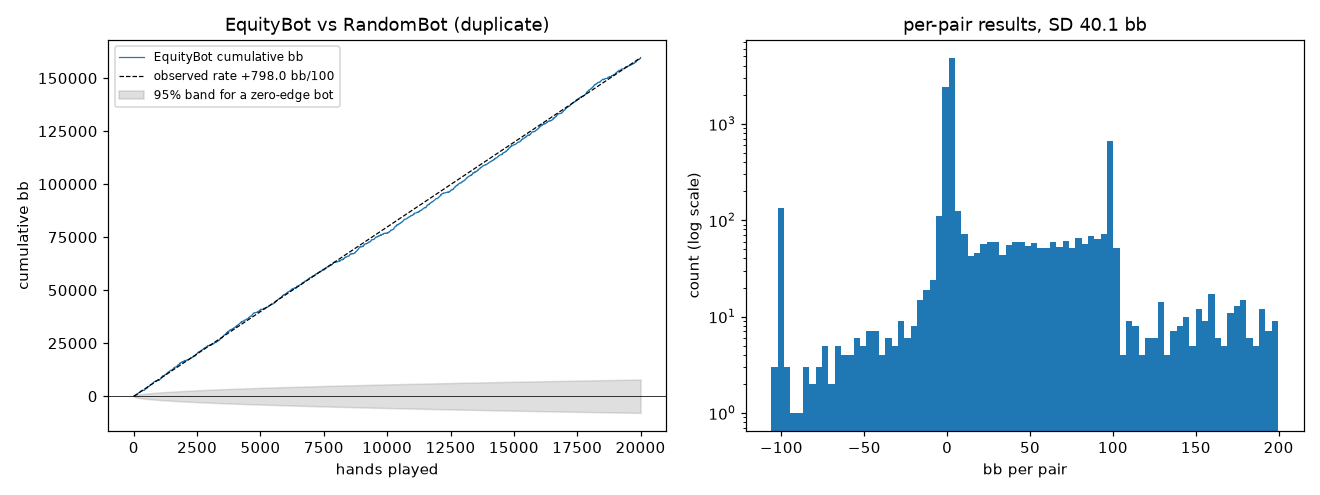 EquityBot vs RandomBot (duplicate)
EquityBot cumulative bb
observed rate +798.0 bb/100
95% band for a zero-edge bot
cumulative bb
150000
125000
100000
75000
50000
25000
0
0 2500 5000 7500 10000 12500 15000 17500 20000
hands played
per-pair results, SD 40.1 bb
count (log scale)
10³
10²
10¹
10⁰
−100 −50 0 50 100 150 200
bb per pair